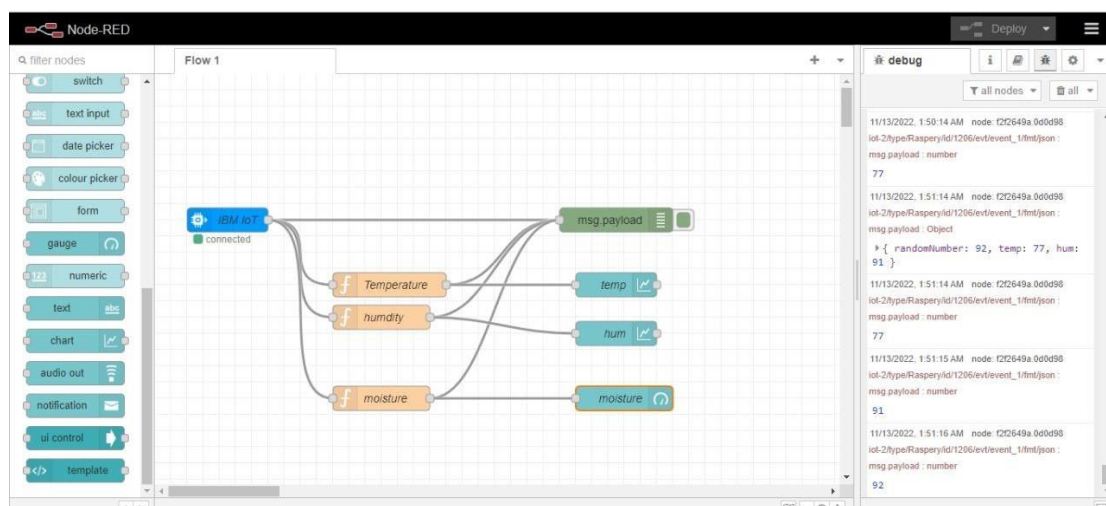 Node-RED
Deploy
filter nodes
Flow 1
debug
i
all nodes
all
switch
abc
text input
date picker
colour picker
form
gauge
123
numeric
text
abc
chart
audio out
notification
ui control
</>
template
IBM IoT
connected
f
Temperature
f
humdity
f
moisture
msg.payload
temp
hum
moisture
11/13/2022, 1:50:14 AM node: f2f2649a.0d0d98
iot-2/type/Raspery/id/1206/evt/event_1/fmt/json :
msg.payload : number
77
11/13/2022, 1:51:14 AM node: f2f2649a.0d0d98
iot-2/type/Raspery/id/1206/evt/event_1/fmt/json :
msg.payload : Object
{ randomNumber: 92, temp: 77, hum:
91 }
11/13/2022, 1:51:14 AM node: f2f2649a.0d0d98
iot-2/type/Raspery/id/1206/evt/event_1/fmt/json :
msg.payload : number
77
11/13/2022, 1:51:15 AM node: f2f2649a.0d0d98
iot-2/type/Raspery/id/1206/evt/event_1/fmt/json :
msg.payload : number
91
11/13/2022, 1:51:16 AM node: f2f2649a.0d0d98
iot-2/type/Raspery/id/1206/evt/event_1/fmt/json :
msg.payload : number
92